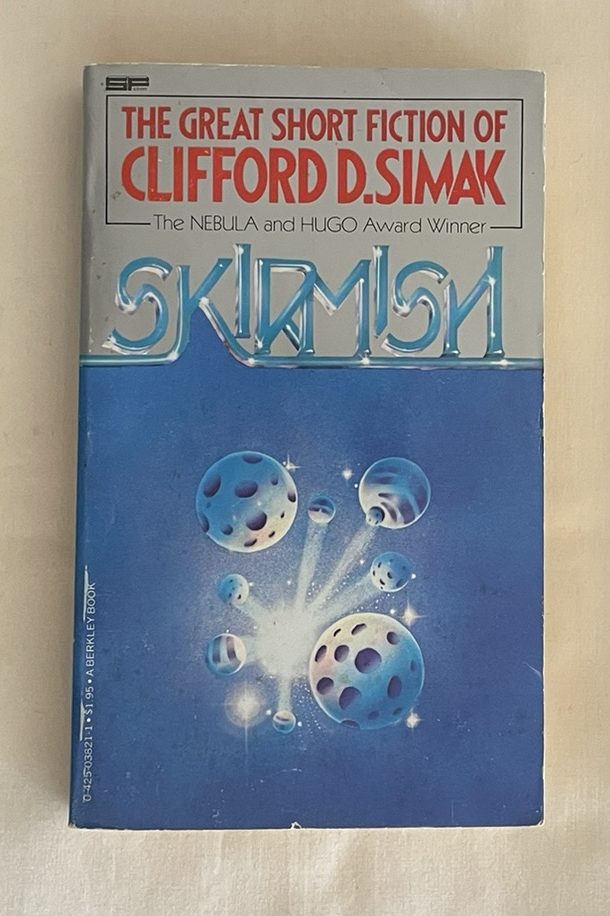 THE GREAT SHORT FICTION OF
CLIFFORD D. SIMAK
The NEBULA and HUGO Award Winner
SKIRMISH
0-425-03821-1 • $1.95 • A BERKLEY BOOK